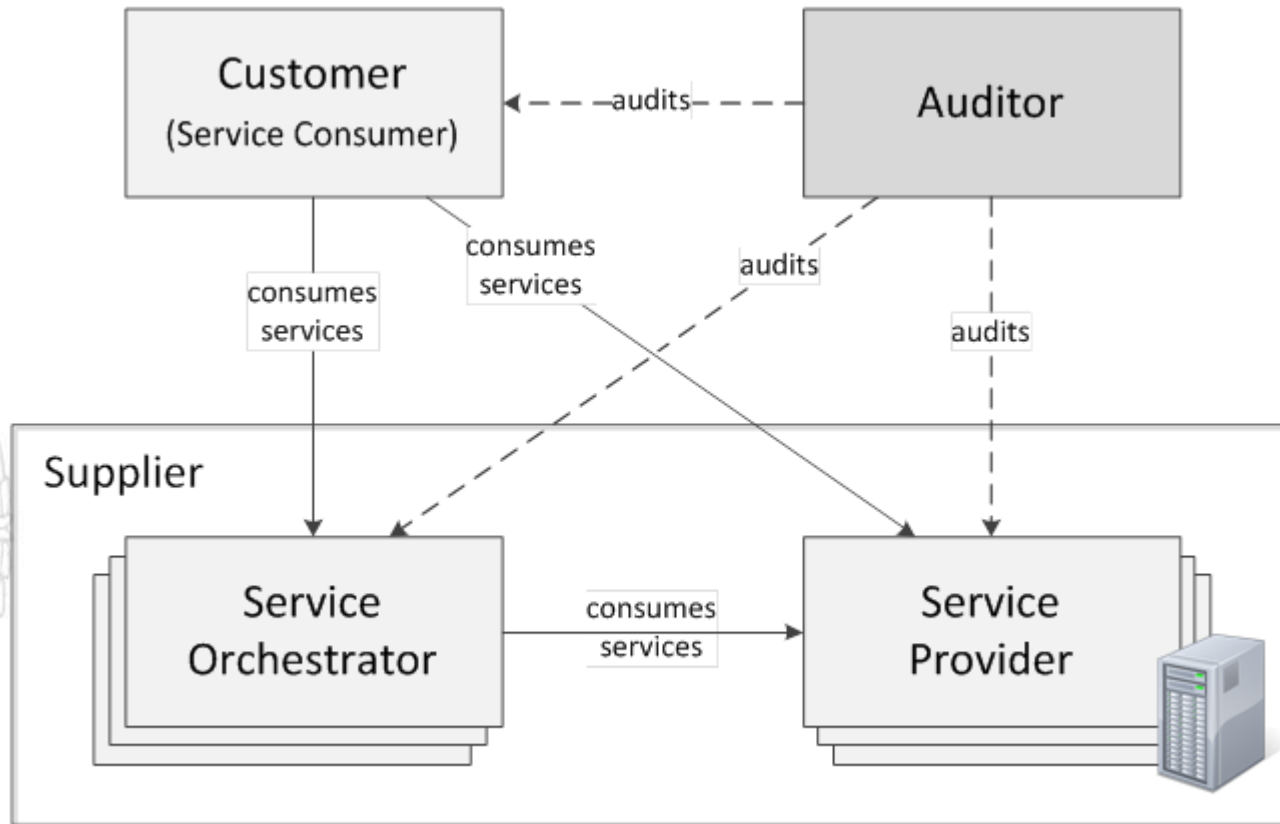 Customer
(Service Consumer)
audits
Auditor
consumes
services
consumes
services
audits
audits
Supplier
Service
Orchestrator
consumes
services
Service
Provider